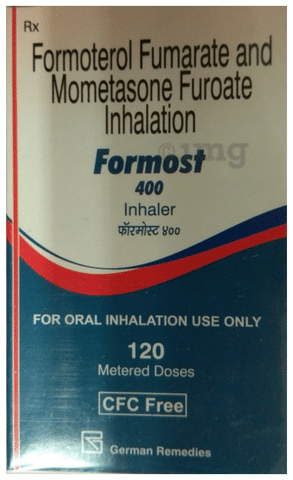 Rx
Formoterol Fumarate and
Mometasone Furoate
Inhalation
1mg
Formost
400
Inhaler
फॉरमोस्ट ४००
FOR ORAL INHALATION USE ONLY
120
Metered Doses
CFC Free
German Remedies